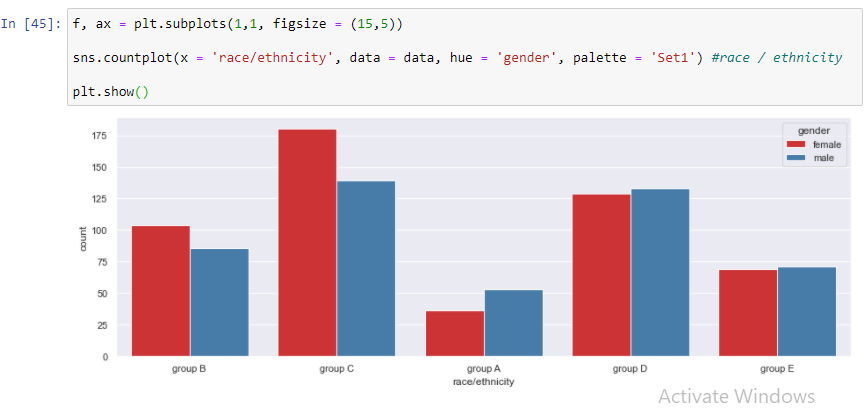 In [45]: f, ax = plt.subplots(1,1, figsize = (15,5))
sns.countplot(x = 'race/ethnicity', data = data, hue = 'gender', palette = 'Set1') #race / ethnicity
plt.show()
gender
female
male
175
150
125
100
75
50
25
0
count
group B group C group A group D group E
race/ethnicity
Activate Windows